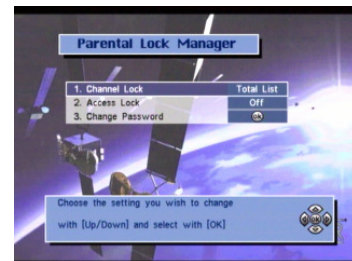 Parental Lock Manager
1. Channel Lock Total List
2. Access Lock Off
3. Change Password OK
Choose the setting you wish to change
with [Up/Down] and select with [OK]
OK